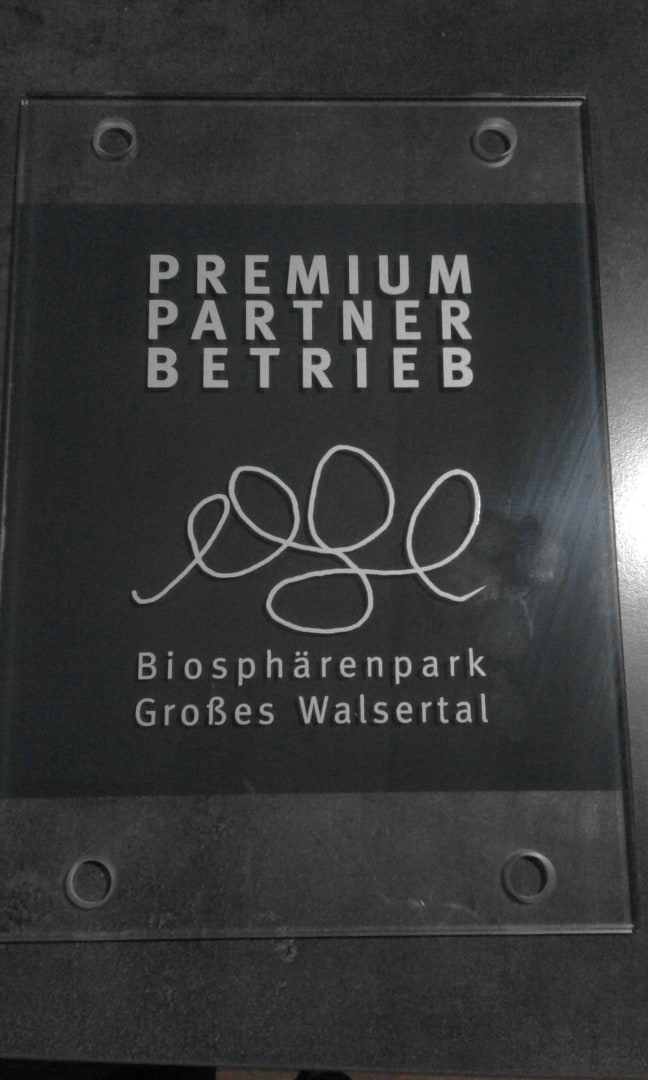 PREMIUM
PARTNER
BETRIEB
Biosphärenpark
Großes Walsertal